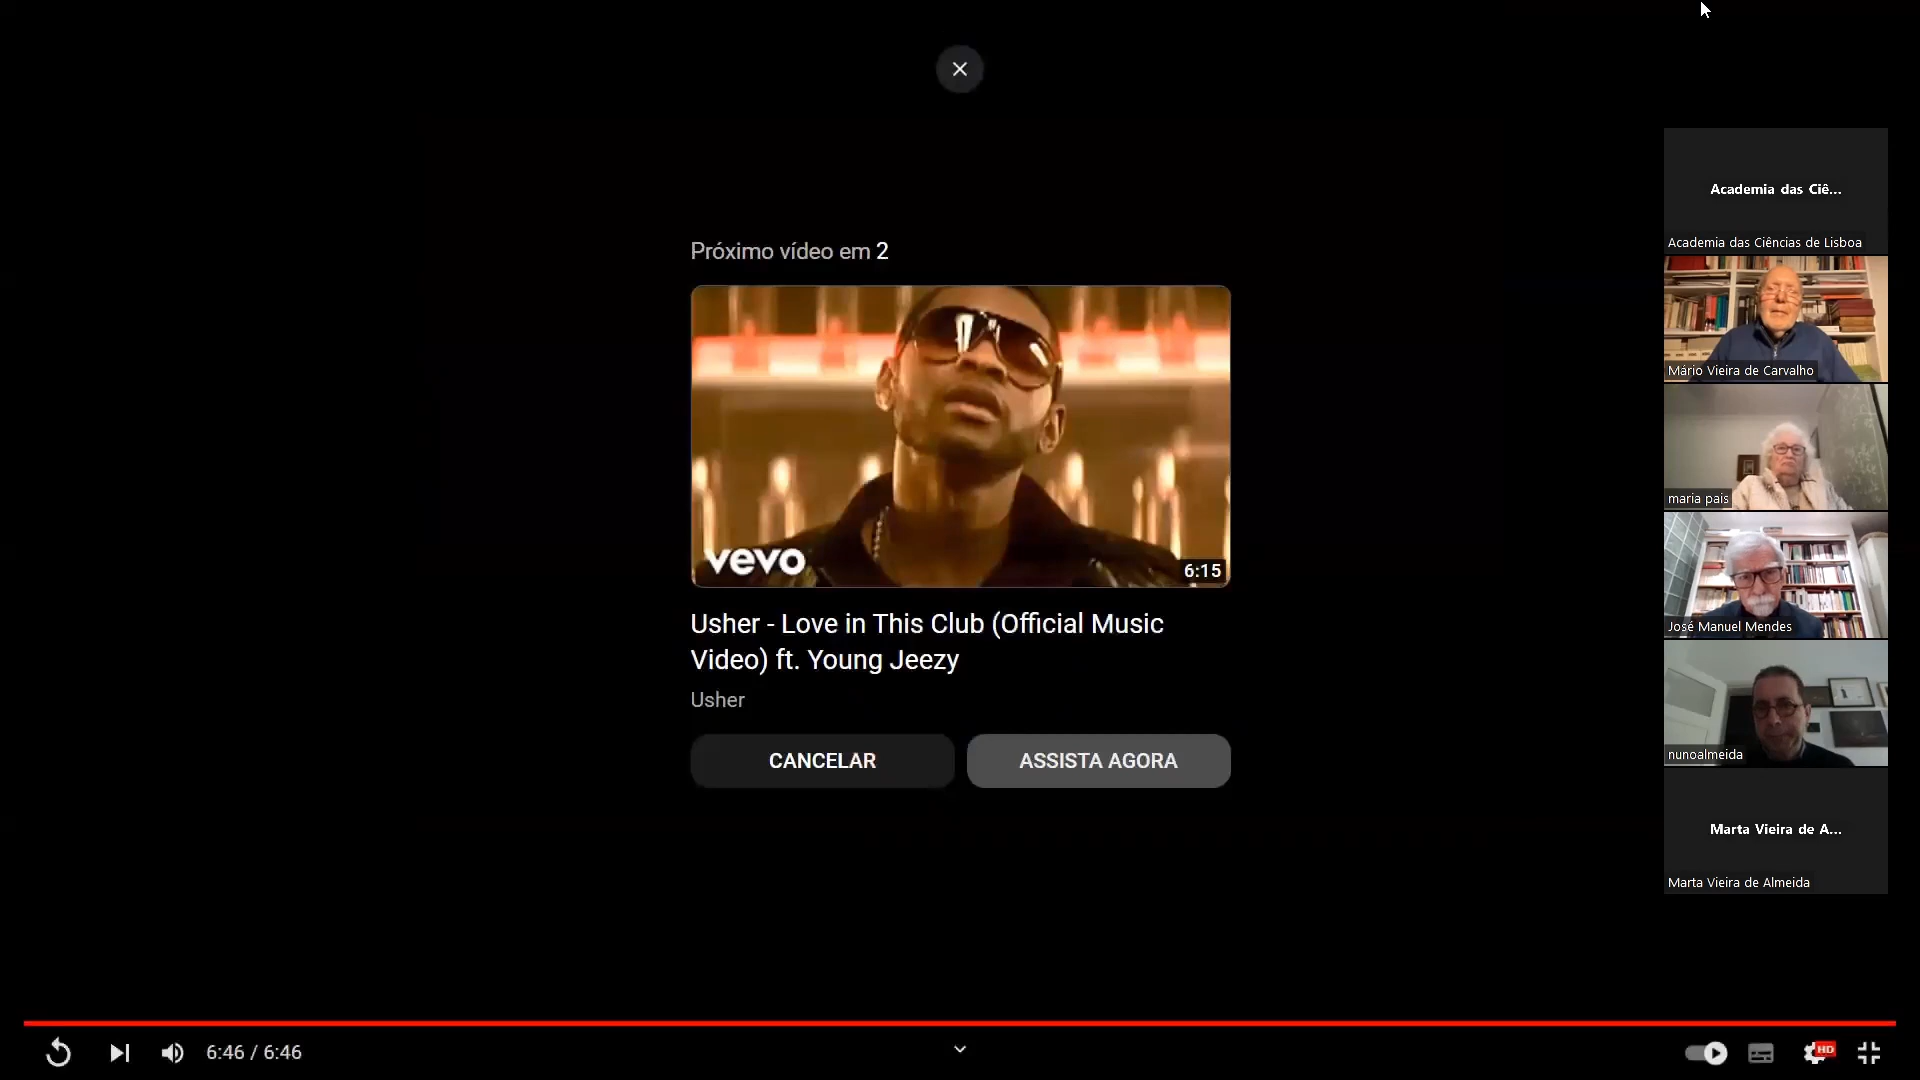 Próximo vídeo em 2
vevo
6:15
Usher - Love in This Club (Official Music
Video) ft. Young Jeezy
Usher
CANCELAR
ASSISTA AGORA
Academia das Ciê...
Academia das Ciências de Lisboa
Mário Vieira de Carvalho
maria pais
José Manuel Mendes
nunoalmeida
Marta Vieira de A...
Marta Vieira de Almeida
6:46 / 6:46
HD